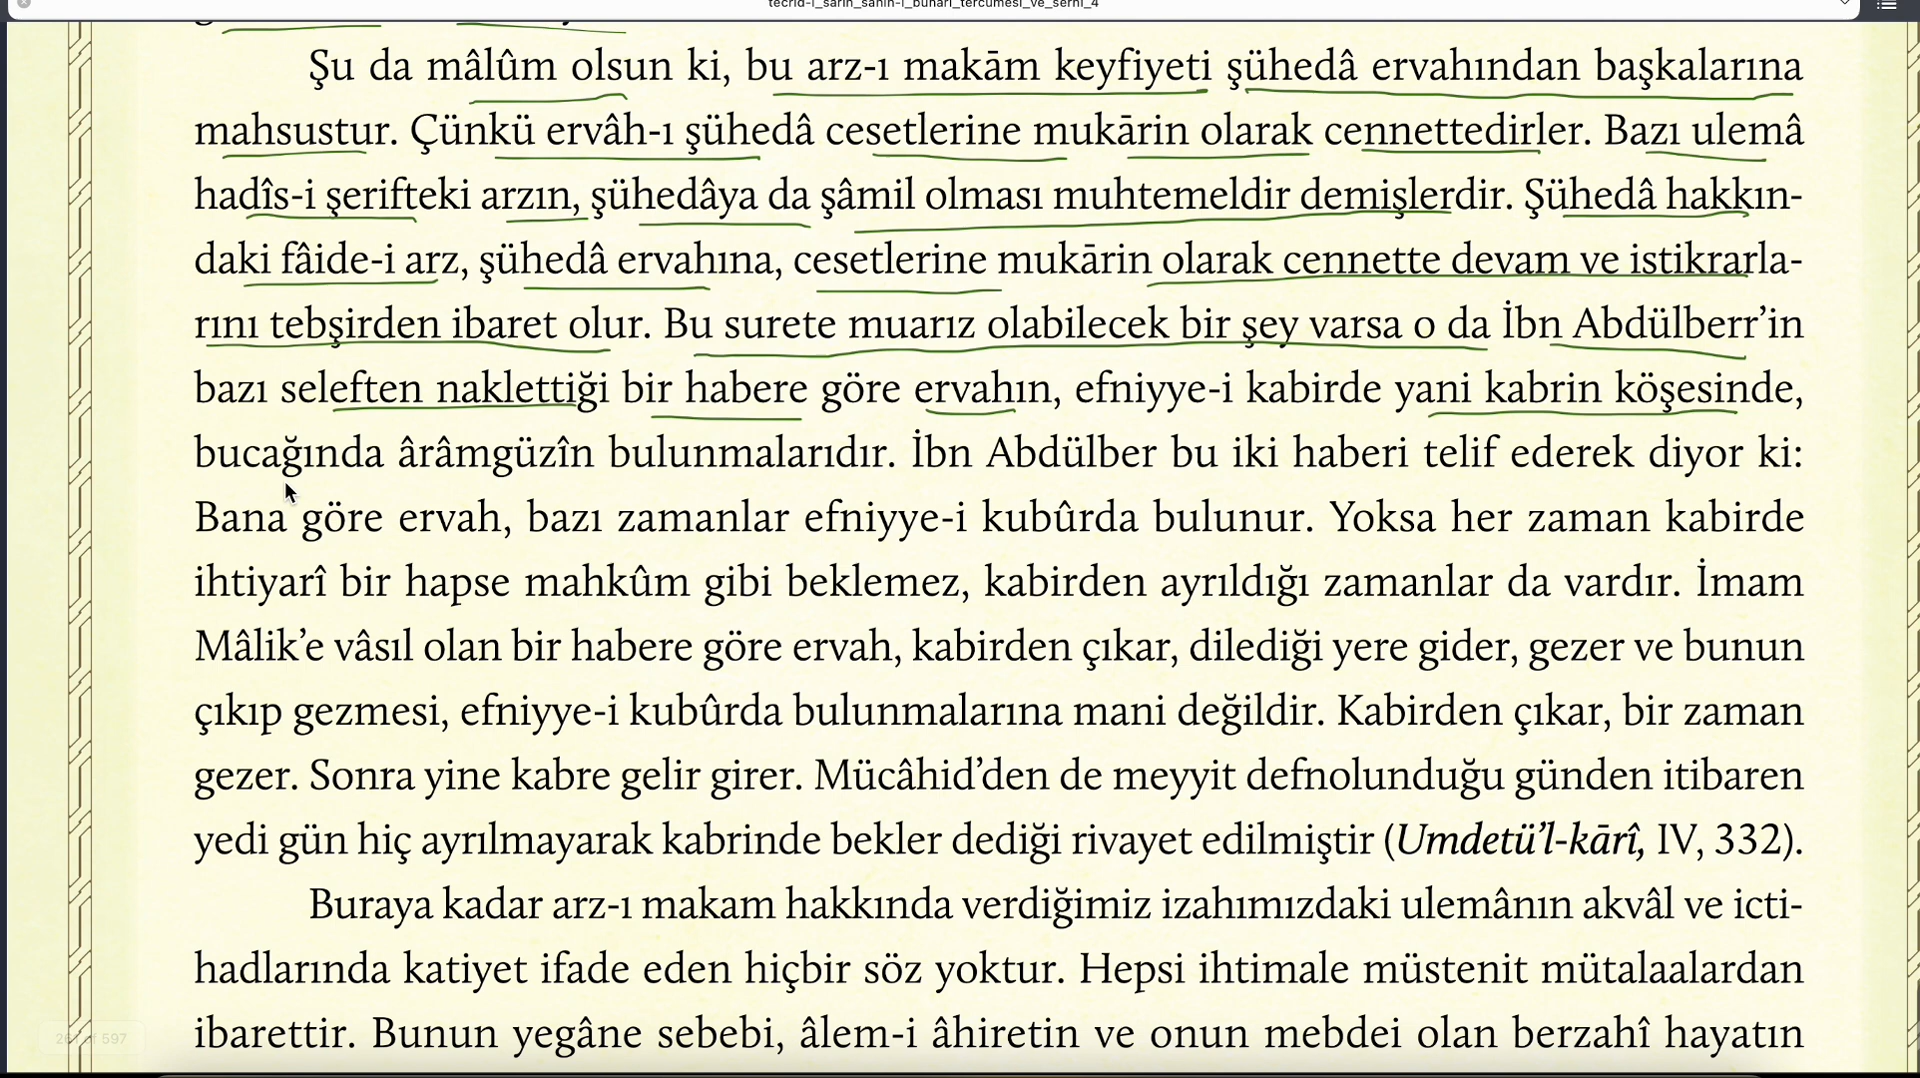 tecrid-i_sarih_sahih-i_buhari_tercumesi_ve_serhi_4
Şu da mâlûm olsun ki, bu arz-ı makām keyfiyeti şühedâ ervahından başkalarına
mahsustur. Çünkü ervâh-ı şühedâ cesetlerine mukārin olarak cennettedirler. Bazı ulemâ
hadîs-i şerifteki arzın, şühedâya da şâmil olması muhtemeldir demişlerdir. Şühedâ hakkın-
daki fâide-i arz, şühedâ ervahına, cesetlerine mukārin olarak cennette devam ve istikrarla-
rını tebşirden ibaret olur. Bu surete muarız olabilecek bir şey varsa o da İbn Abdülberr’in
bazı seleften naklettiği bir habere göre ervahın, efniyye-i kabirde yani kabrin köşesinde,
bucağında ârâmgüzîn bulunmalarıdır. İbn Abdülber bu iki haberi telif ederek diyor ki:
Bana göre ervah, bazı zamanlar efniyye-i kubûrda bulunur. Yoksa her zaman kabirde
ihtiyarî bir hapse mahkûm gibi beklemez, kabirden ayrıldığı zamanlar da vardır. İmam
Mâlik’e vâsıl olan bir habere göre ervah, kabirden çıkar, dilediği yere gider, gezer ve bunun
çıkıp gezmesi, efniyye-i kubûrda bulunmalarına mani değildir. Kabirden çıkar, bir zaman
gezer. Sonra yine kabre gelir girer. Mücâhid’den de meyyit defnolunduğu günden itibaren
yedi gün hiç ayrılmayarak kabrinde bekler dediği rivayet edilmiştir (Umdetü’l-kārî, IV, 332).
Buraya kadar arz-ı makam hakkında verdiğimiz izahımızdaki ulemânın akvâl ve icti-
hadlarında katiyet ifade eden hiçbir söz yoktur. Hepsi ihtimale müstenit mütalaalardan
ibarettir. Bunun yegâne sebebi, âlem-i âhiretin ve onun mebdei olan berzahî hayatın
of 597